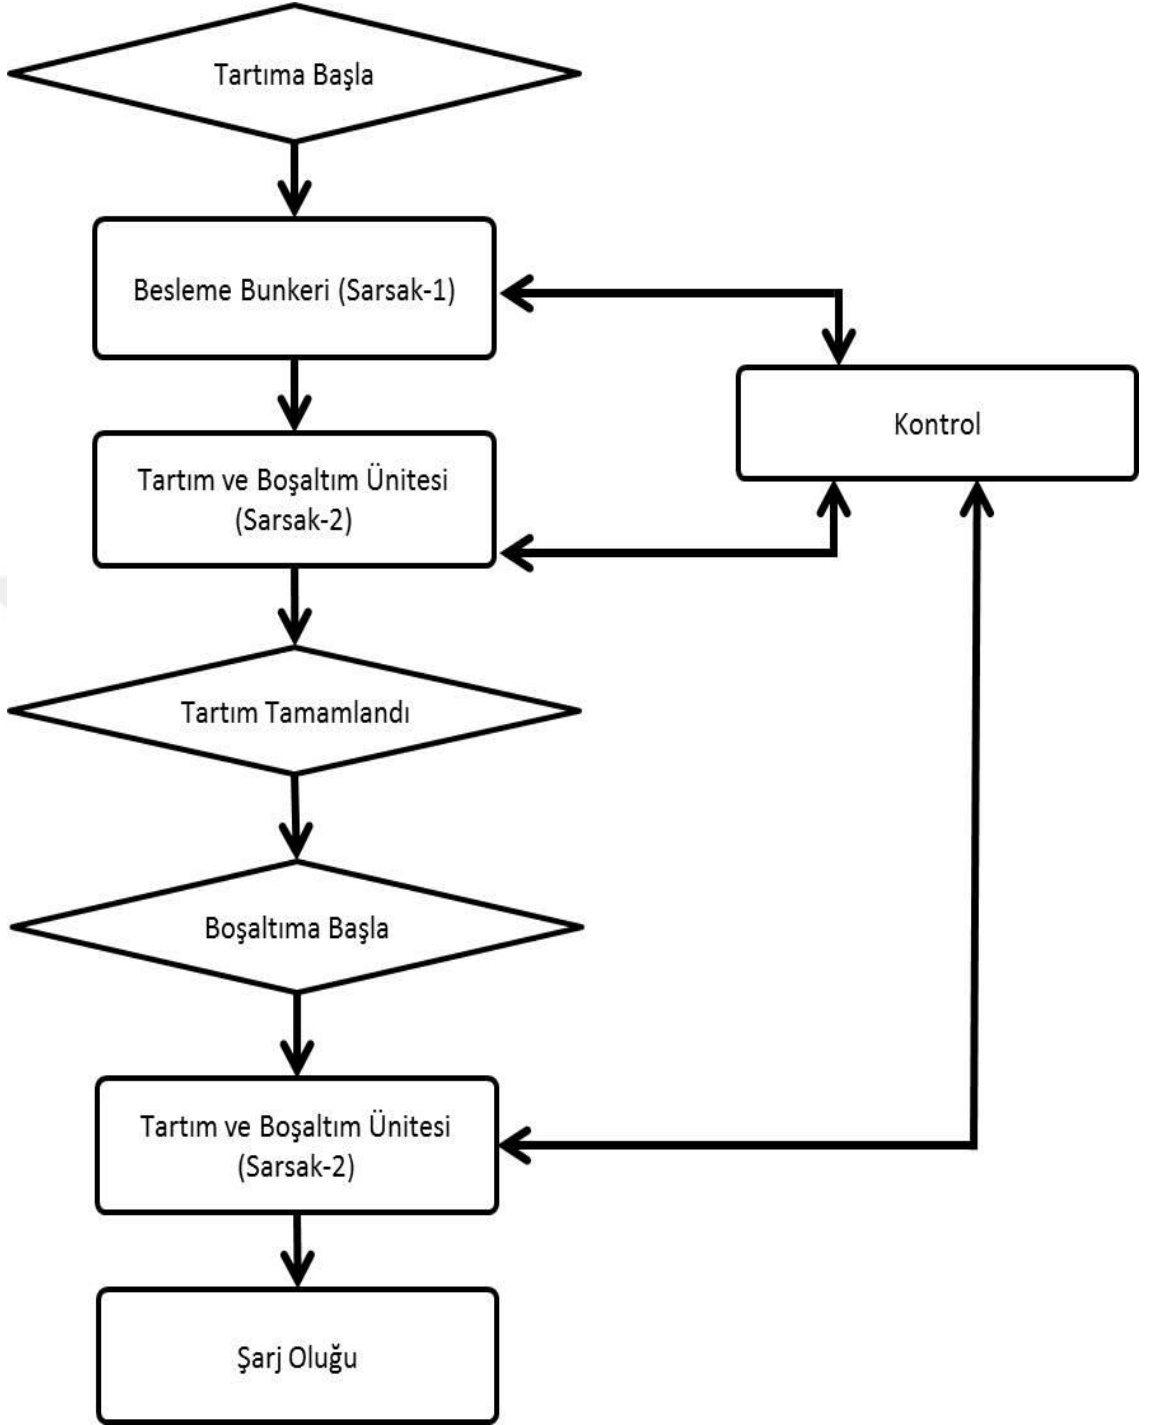 Tartıma Başla
Besleme Bunkeri (Sarsak-1)
Kontrol
Tartım ve Boşaltım Ünitesi
(Sarsak-2)
Tartım Tamamlandı
Boşaltıma Başla
Tartım ve Boşaltım Ünitesi
(Sarsak-2)
Şarj Oluğu